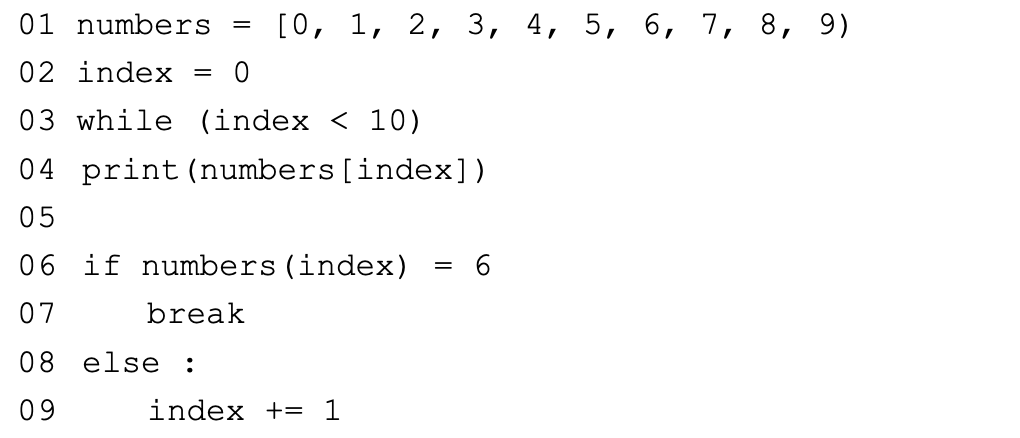 01 numbers = [0, 1, 2, 3, 4, 5, 6, 7, 8, 9)
02 index = 0
03 while (index < 10)
04 print(numbers[index])
05
06 if numbers(index) = 6
07 break
08 else :
09 index += 1